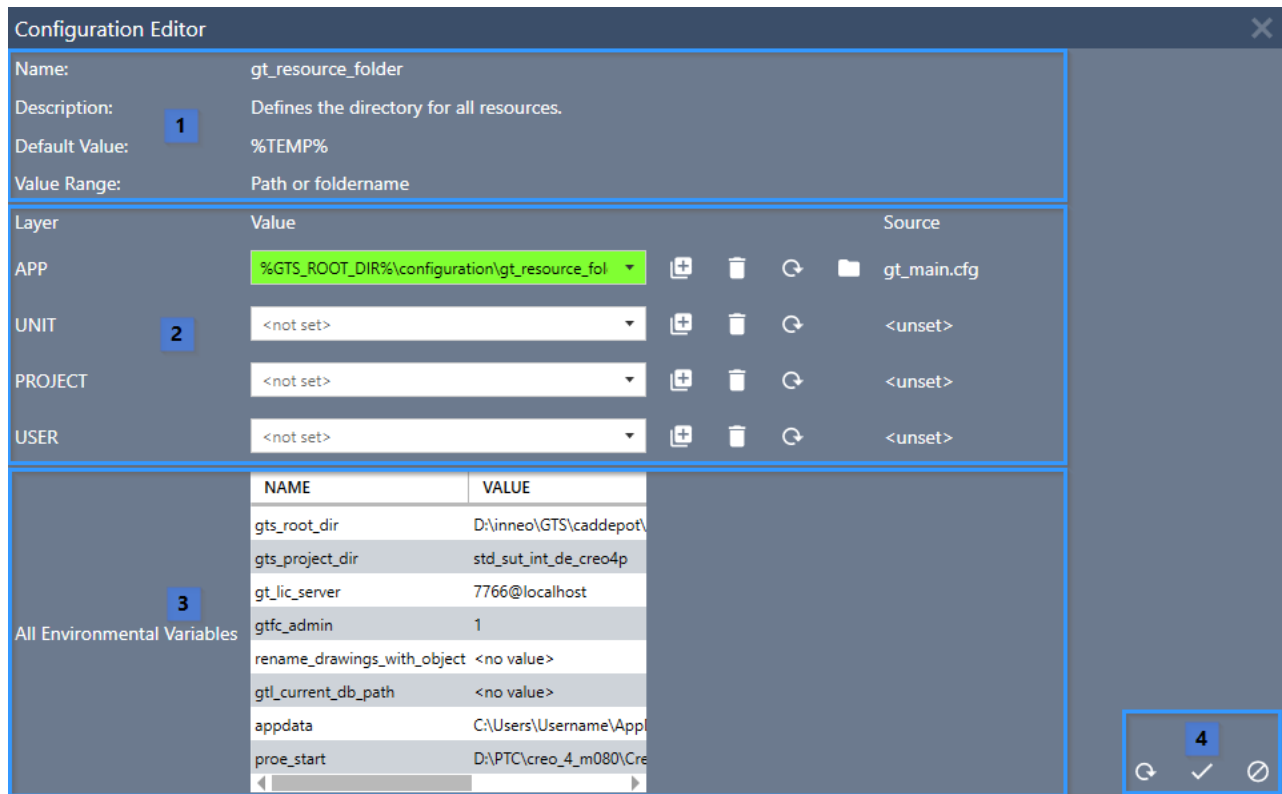 Configuration Editor
Name: gt_resource_folder
Description: Defines the directory for all resources.
1
Default Value: %TEMP%
Value Range: Path or foldername
Layer Value Source
APP %GTS_ROOT_DIR%\configuration\gt_resource_fol gt_main.cfg
UNIT <not set> <unset>
2
PROJECT <not set> <unset>
USER <not set> <unset>
NAME VALUE
gts_root_dir D:\inneo\GTS\caddepot\
gts_project_dir std_sut_int_de_creo4p
gt_lic_server 7766@localhost
3
gtfc_admin 1
All Environmental Variables
rename_drawings_with_object <no value>
gtl_current_db_path <no value>
appdata C:\Users\Username\App
proe_start D:\PTC\creo_4_m080\Cre
4